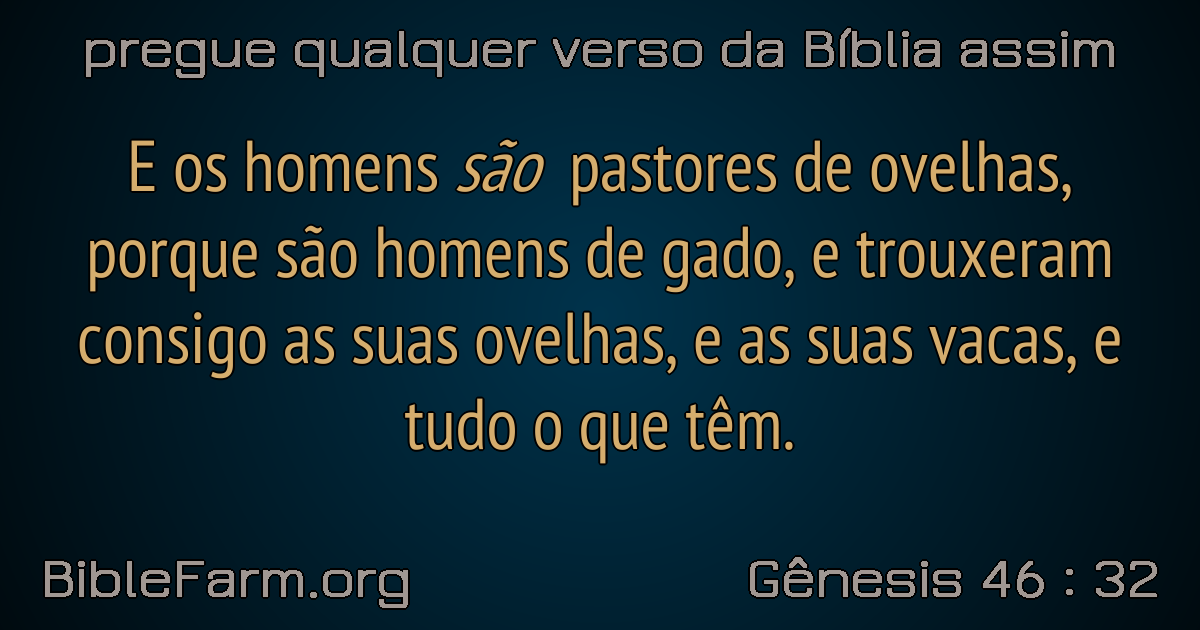 pregue qualquer verso da Bíblia assim
E os homens são pastores de ovelhas,
porque são homens de gado, e trouxeram
consigo as suas ovelhas, e as suas vacas, e
tudo o que têm.
BibleFarm.org
Gênesis 46 : 32